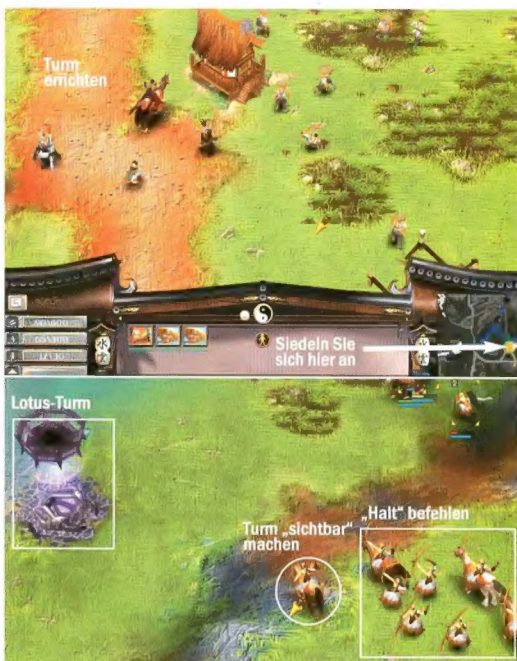 Turm
errichten
Siedeln Sie
sich hier an
Lotus-Turm
Turm „sichtbar“
machen
„Halt“ befehlen